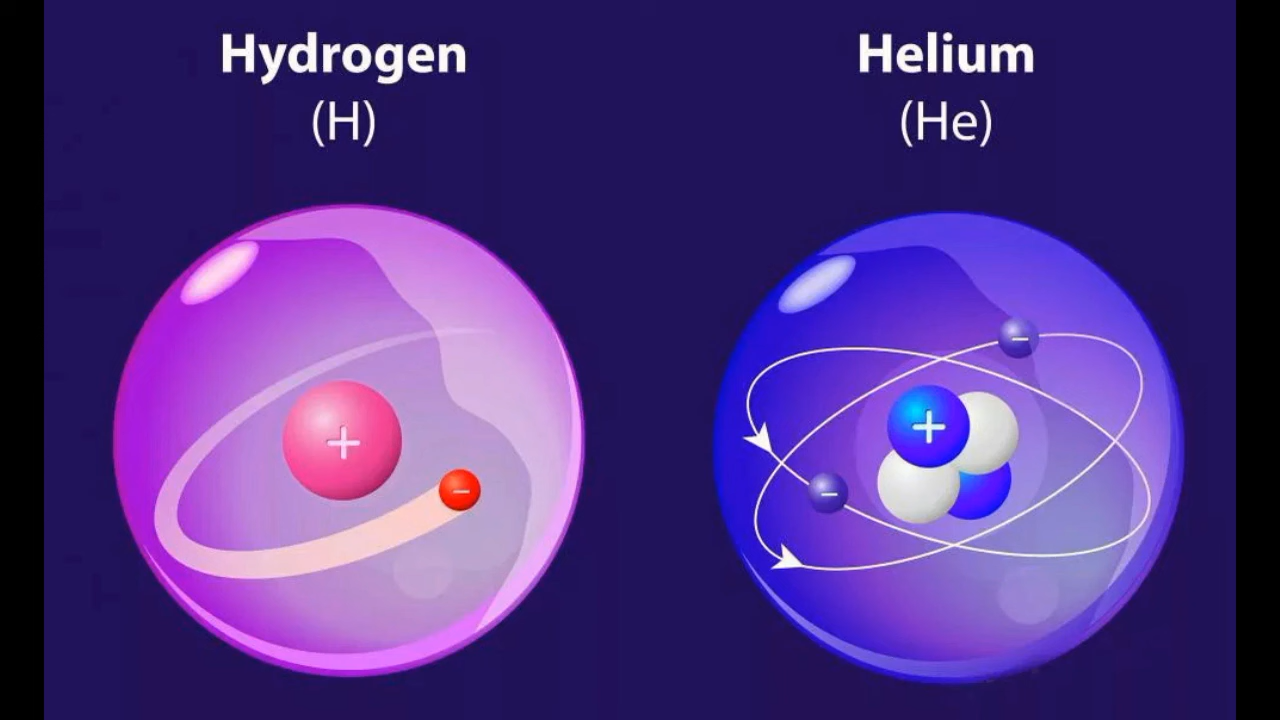 Hydrogen
(H)
Helium
(He)
+
−
−
+
−